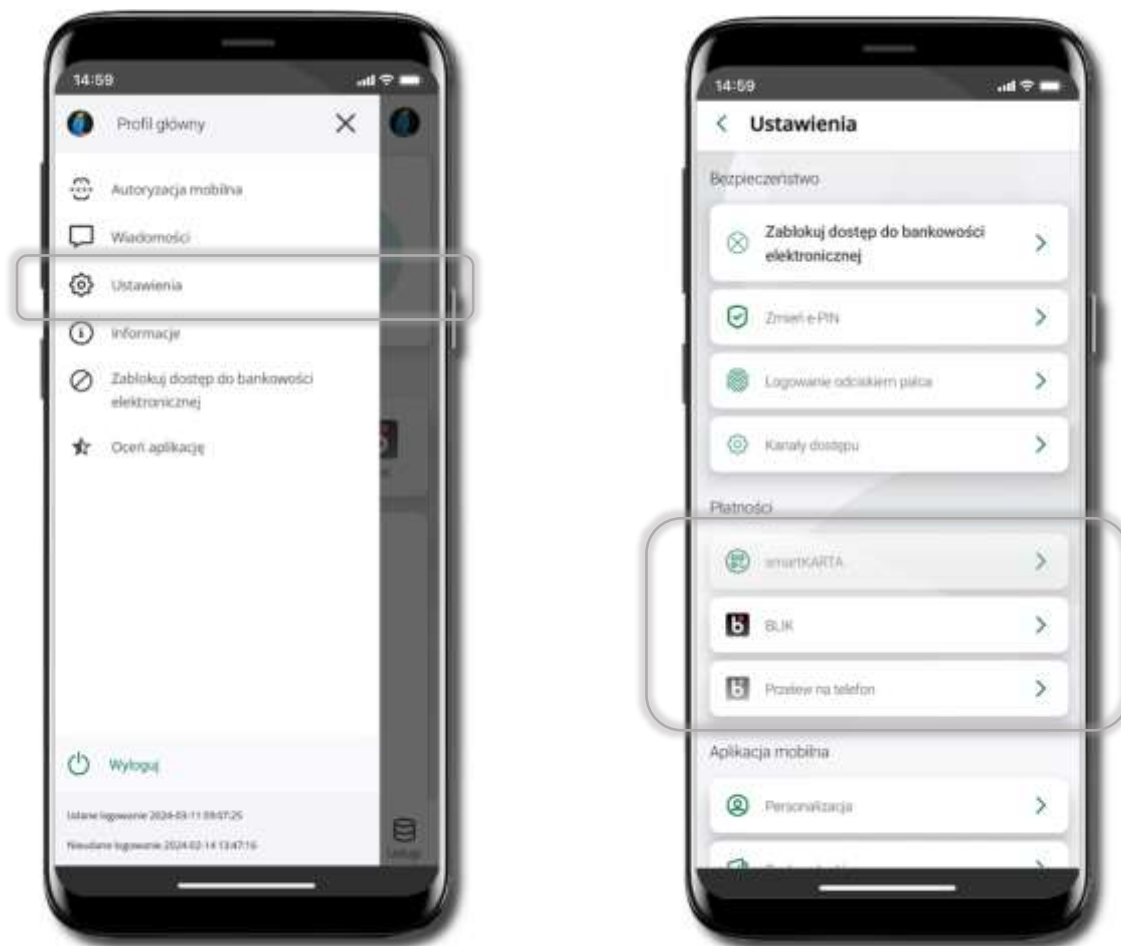 14:59
Profil główny
Autoryzacja mobilna
Wiadomości
Ustawienia
Informacje
Zablokuj dostęp do bankowości
elektronicznej
Oceń aplikację
Wyloguj
Udane logowanie 2024-03-11 09:07:25
Nieudane logowanie 2024-02-14 13:47:16
14:59
Ustawienia
Bezpieczeństwo
Zablokuj dostęp do bankowości
elektronicznej
Zmień e-PIN
Logowanie odciskiem palca
Kanały dostępu
Płatności
smartKARTA
BLIK
Przelew na telefon
Aplikacja mobilna
Personalizacja